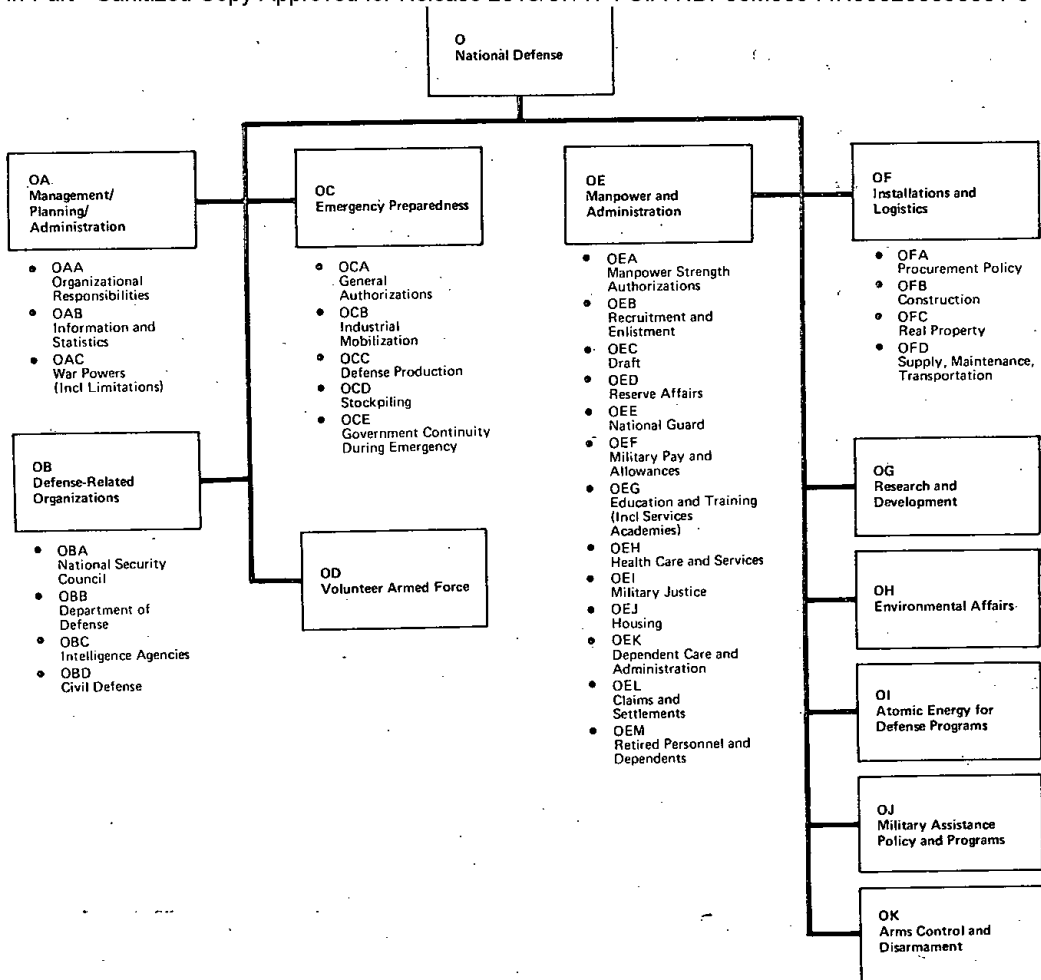 O
National Defense
OA
Management/
Planning/
Administration
• OAA
Organizational
Responsibilities
• OAB
Information and
Statistics
• OAC
War Powers
(Incl Limitations)
OB
Defense-Related
Organizations
• OBA
National Security
Council
• OBB
Department of
Defense
• OBC
Intelligence Agencies
• OBD
Civil Defense
OC
Emergency Preparedness
• OCA
General
Authorizations
• OCB
Industrial
Mobilization
• OCC
Defense Production
• OCD
Stockpiling
• OCE
Government Continuity
During Emergency
OD
Volunteer Armed Force
OE
Manpower and
Administration
• OEA
Manpower Strength
Authorizations
• OEB
Recruitment and
Enlistment
• OEC
Draft
• OED
Reserve Affairs
• OEE
National Guard
• OEF
Military Pay and
Allowances
• OEG
Education and Training
(Incl Services
Academies)
• OEH
Health Care and Services
• OEI
Military Justice
• OEJ
Housing
• OEK
Dependent Care and
Administration
• OEL
Claims and
Settlements
• OEM
Retired Personnel and
Dependents
OF
Installations and
Logistics
• OFA
Procurement Policy
• OFB
Construction
• OFC
Real Property
• OFD
Supply, Maintenance,
Transportation
OG
Research and
Development
OH
Environmental Affairs
OI
Atomic Energy for
Defense Programs
OJ
Military Assistance
Policy and Programs
OK
Arms Control and
Disarmament